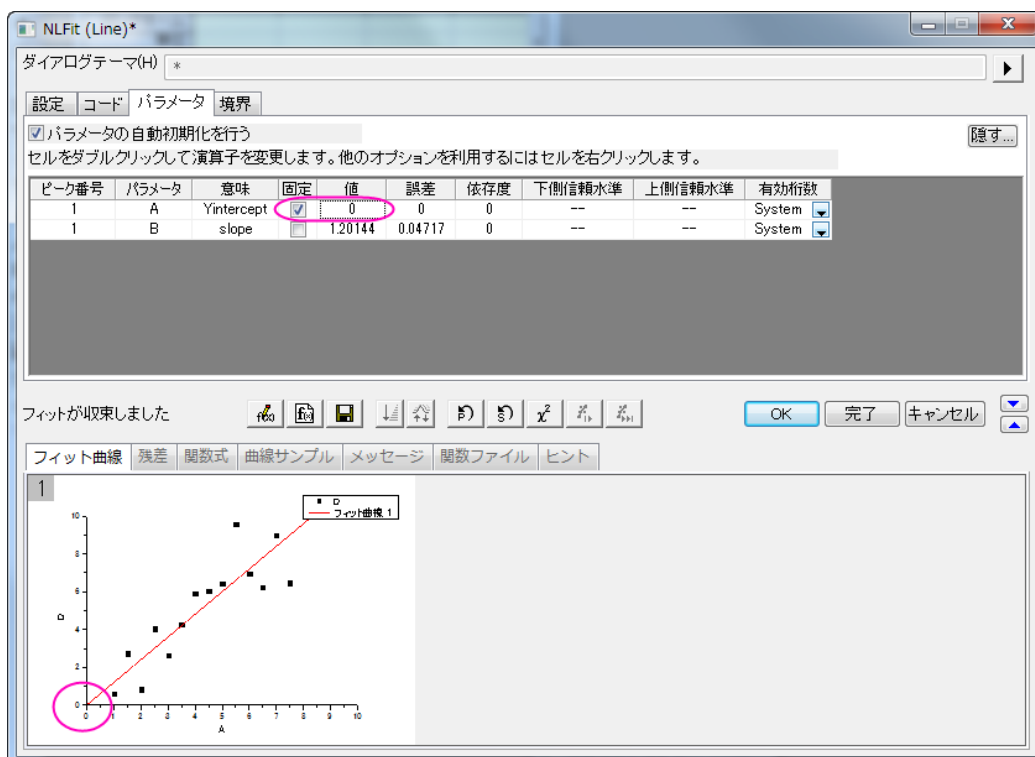 NLFit (Line)*
ダイアログテーマ(H) *
設定 コード パラメータ 境界
パラメータの自動初期化を行う 隠す...
セルをダブルクリックして演算子を変更します。他のオプションを利用するにはセルを右クリックします。
ピーク番号 パラメータ 意味 固定 値 誤差 依存度 下側信頼水準 上側信頼水準 有効桁数
1 A Yintercept 0 0 0 -- -- System
1 B slope 1.20144 0.04717 0 -- -- System
フィットが収束しました OK 完了 キャンセル
フィット曲線 残差 関数式 曲線サンプル メッセージ 関数ファイル ヒント
1
D
フィット曲線 1
10
8
6
4
2
0
D
0 1 2 3 4 5 6 7 8 9 10
A